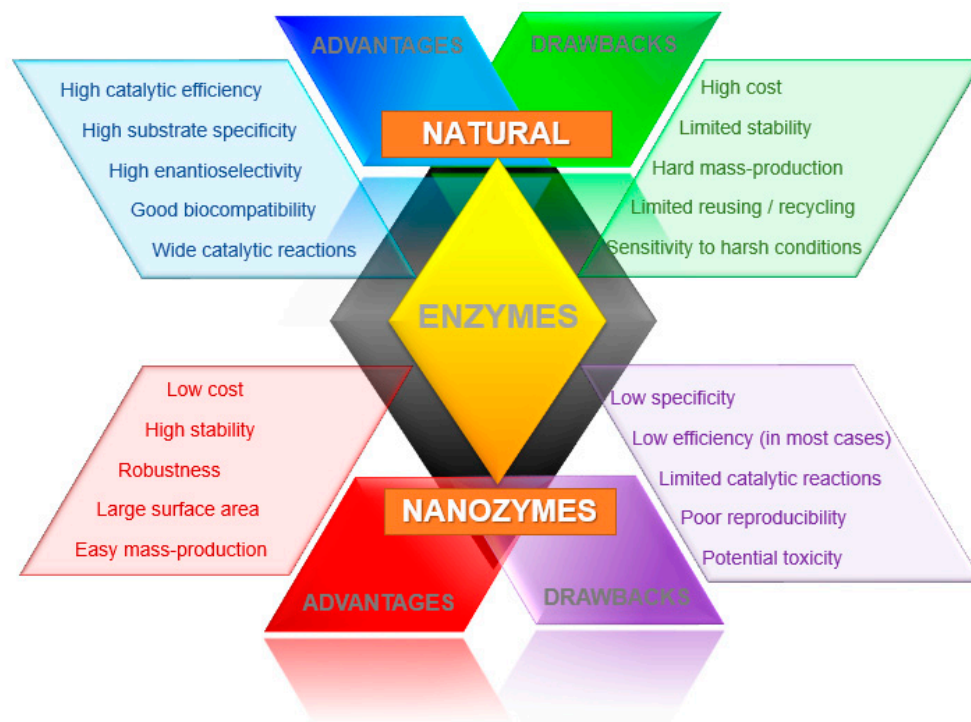 ADVANTAGES
DRAWBACKS
High catalytic efficiency
High substrate specificity
High enantioselectivity
Good biocompatibility
Wide catalytic reactions
NATURAL
High cost
Limited stability
Hard mass-production
Limited reusing / recycling
Sensitivity to harsh conditions
ENZYMES
Low cost
High stability
Robustness
Large surface area
Easy mass-production
NANOZYMES
Low specificity
Low efficiency (in most cases)
Limited catalytic reactions
Poor reproducibility
Potential toxicity
ADVANTAGES
DRAWBACKS